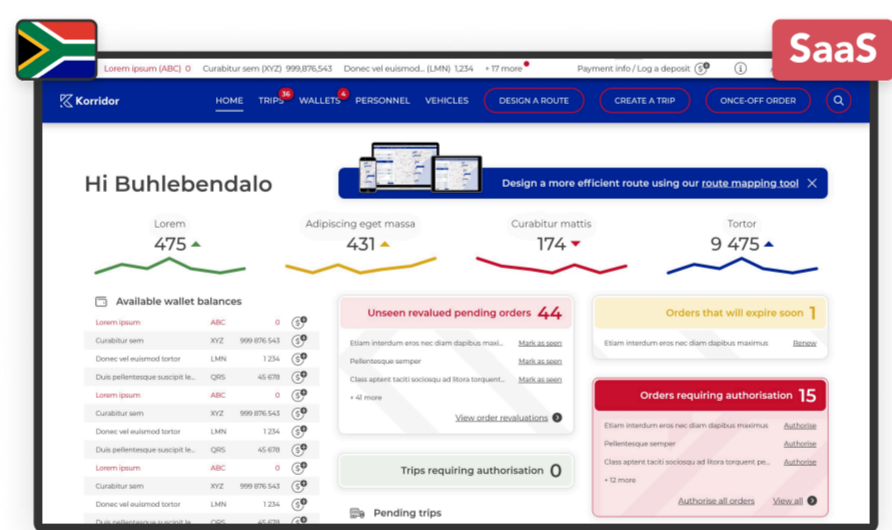 SaaS
Lorem ipsum (ABC) 0 Curabitur sem (XYZ) 999,876,543 Donec vel euismod... (LMN) 1,234 + 17 more Payment info / Log a deposit
Korridor HOME TRIPS 36 WALLETS 4 PERSONNEL VEHICLES DESIGN A ROUTE CREATE A TRIP ONCE-OFF ORDER
Hi Buhlebendalo
Design a more efficient route using our route mapping tool
Lorem
475
Adipiscing eget massa
431
Curabitur mattis
174
Tortor
9 475
Available wallet balances
Lorem ipsum ABC 0
Curabitur sem XYZ 999 876 543
Donec vel euismod tortor LMN 1 234
Duis pellentesque suscipit le... QRS 45 678
Lorem ipsum ABC 0
Curabitur sem XYZ 999 876 543
Donec vel euismod tortor LMN 1 234
Duis pellentesque suscipit le... QRS 45 678
Lorem ipsum ABC 0
Curabitur sem XYZ 999 876 543
Donec vel euismod tortor LMN 1 234
Duis pellentesque suscipit le... QRS 45 678
Unseen revalued pending orders 44
Etiam interdum eros nec diam dapibus maxi... Mark as seen
Pellentesque semper Mark as seen
Class aptent taciti sociosqu ad litora torquent... Mark as seen
+ 41 more
View order revaluations
Trips requiring authorisation 0
Pending trips
Orders that will expire soon 1
Etiam interdum eros nec diam dapibus maximus Renew
Orders requiring authorisation 15
Etiam interdum eros nec diam dapibus maximus Authorise
Pellentesque semper Authorise
Class aptent taciti sociosqu ad litora torquent pe... Authorise
+ 12 more
Authorise all orders View all